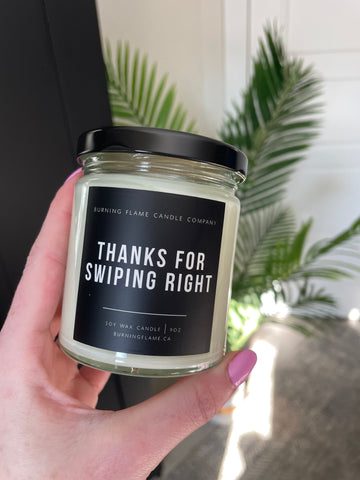 BURNING FLAME CANDLE COMPANY
THANKS FOR
SWIPING RIGHT
SOY WAX CANDLE | 9OZ
BURNINGFLAME.CA